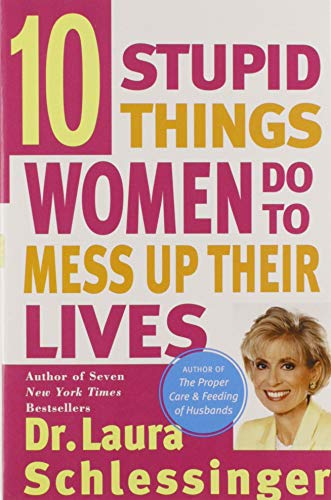 10 STUPID
THINGS
WOMEN DO
TO
MESS UP THEIR
LIVES
Author of Seven
New York Times
Bestsellers
AUTHOR OF
The Proper
Care & Feeding
of Husbands
Dr. Laura
Schlessinger